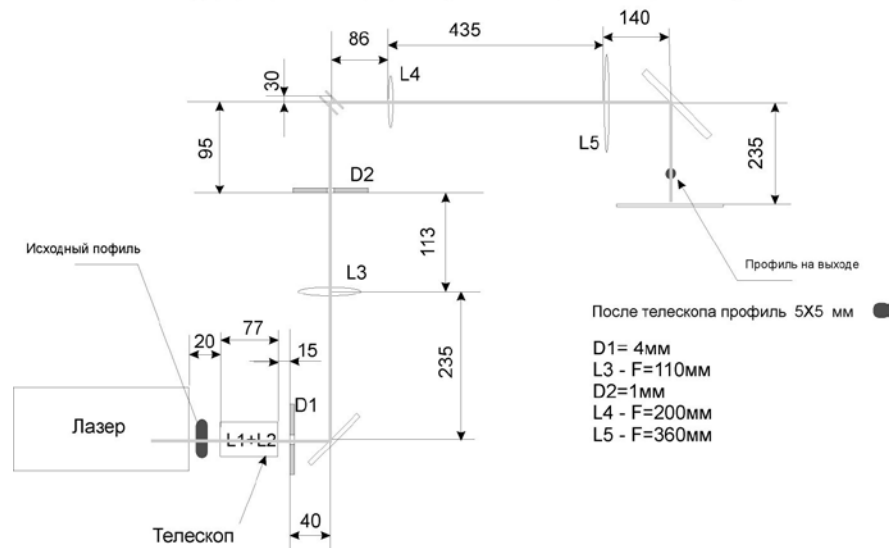 86
435
140
30
L4
L5
95
235
D2
Исходный пофиль
113
L3
Профиль на выходе
77
20
15
После телескопа профиль 5X5 мм
235
D1
D1= 4мм
L3 - F=110мм
D2=1мм
L4 - F=200мм
L5 - F=360мм
Лазер
L1+L2
Телескоп
40